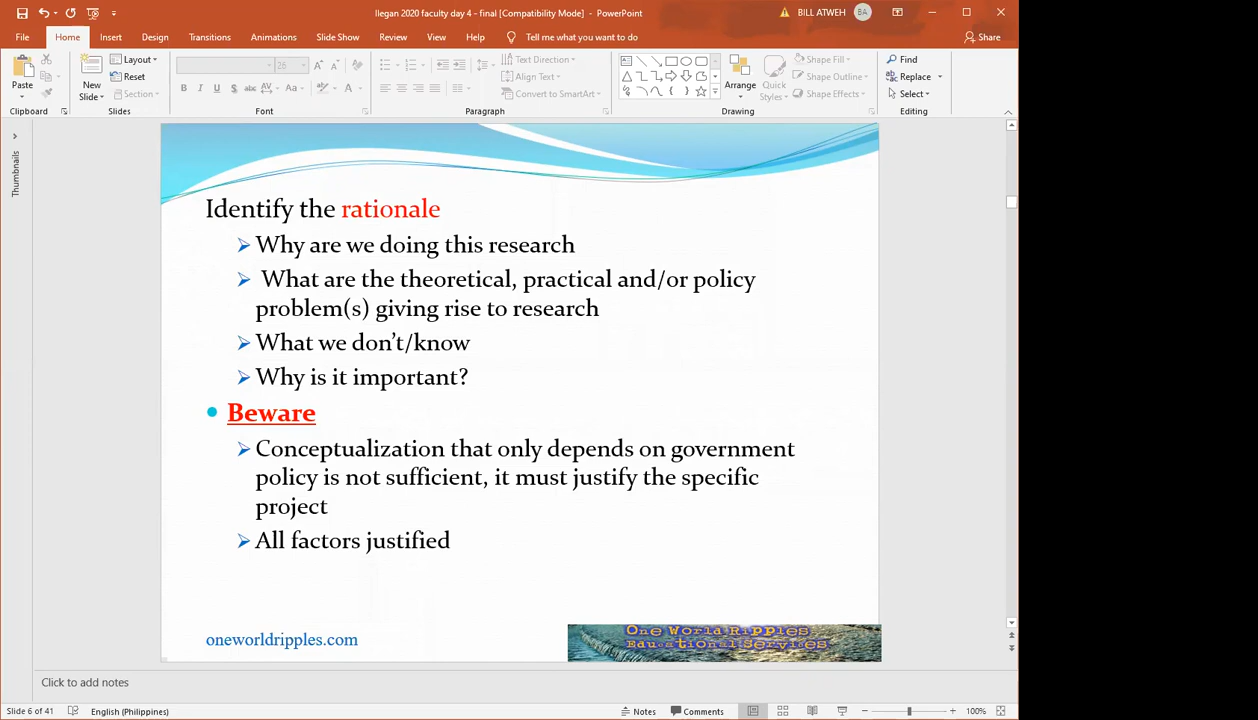 Ilegan 2020 faculty day 4 - final [Compatibility Mode] - PowerPoint
BILL ATWEH
BA
File
Home
Insert
Design
Transitions
Animations
Slide Show
Review
View
Help
Tell me what you want to do
Share
Paste
Clipboard
New
Slide
Layout
Reset
Section
Slides
26
Font
Text Direction
Align Text
Convert to SmartArt
Paragraph
Arrange
Quick
Styles
Shape Fill
Shape Outline
Shape Effects
Drawing
Find
Replace
Select
Editing
Thumbnails
Identify the rationale
Why are we doing this research
What are the theoretical, practical and/or policy
problem(s) giving rise to research
What we don't/know
Why is it important?
Beware
Conceptualization that only depends on government
policy is not sufficient, it must justify the specific
project
All factors justified
oneworldripples.com
One World Ripples
Educational Services
Click to add notes
Slide 6 of 41
English (Philippines)
Notes
Comments
100%